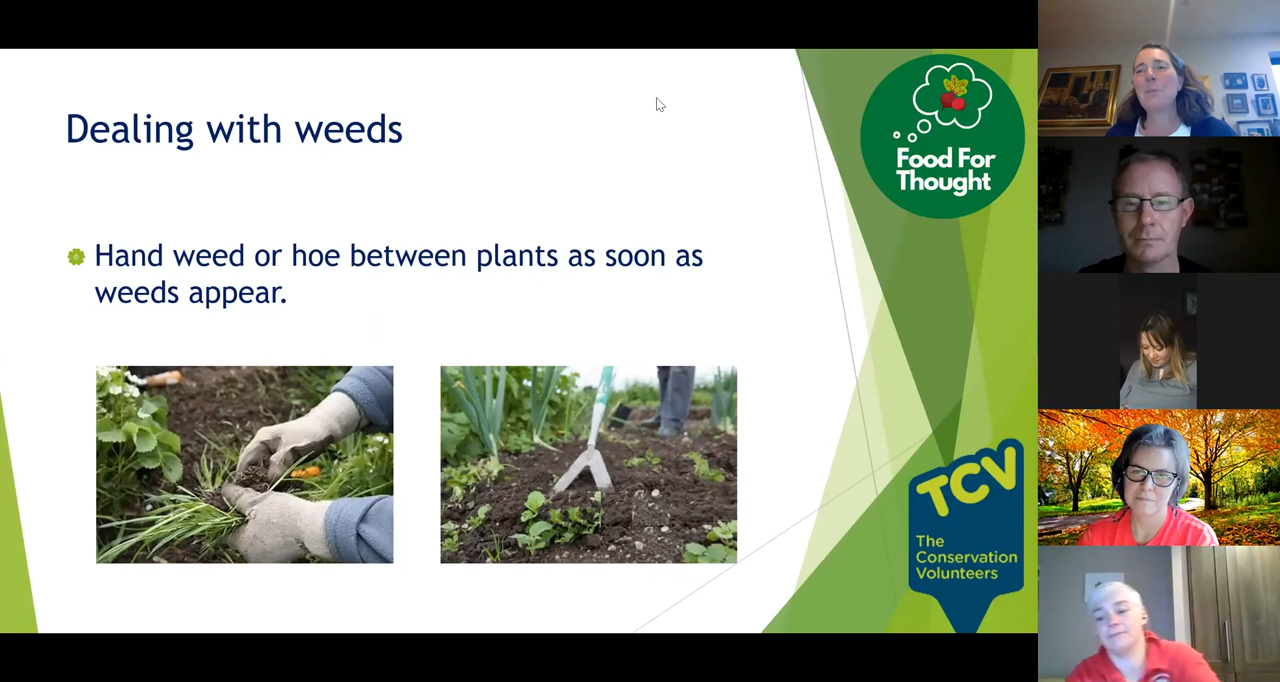 Dealing with weeds
Hand weed or hoe between plants as soon as
weeds appear.
Food For
Thought
TCV
The
Conservation
Volunteers